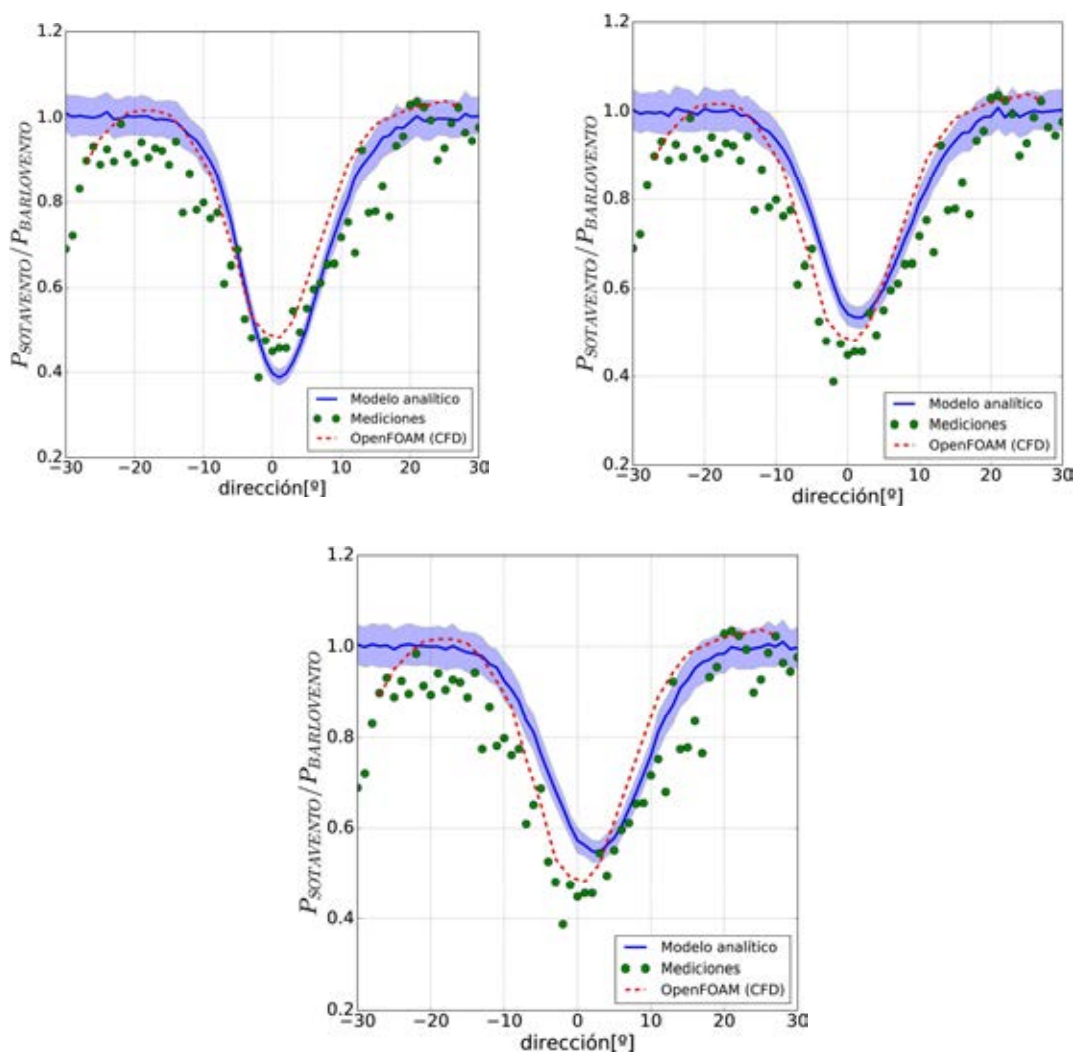 1.2
1.0
0.8
0.6
0.4
0.2
P_SOTAVENTO/P_BARLOVENTO
−30 −20 −10 0 10 20 30
dirección[º]
Modelo analítico
Mediciones
OpenFOAM (CFD)
1.2
1.0
0.8
0.6
0.4
0.2
P_SOTAVENTO/P_BARLOVENTO
−30 −20 −10 0 10 20 30
dirección[º]
Modelo analítico
Mediciones
OpenFOAM (CFD)
1.2
1.0
0.8
0.6
0.4
0.2
P_SOTAVENTO/P_BARLOVENTO
−30 −20 −10 0 10 20 30
dirección[º]
Modelo analítico
Mediciones
OpenFOAM (CFD)